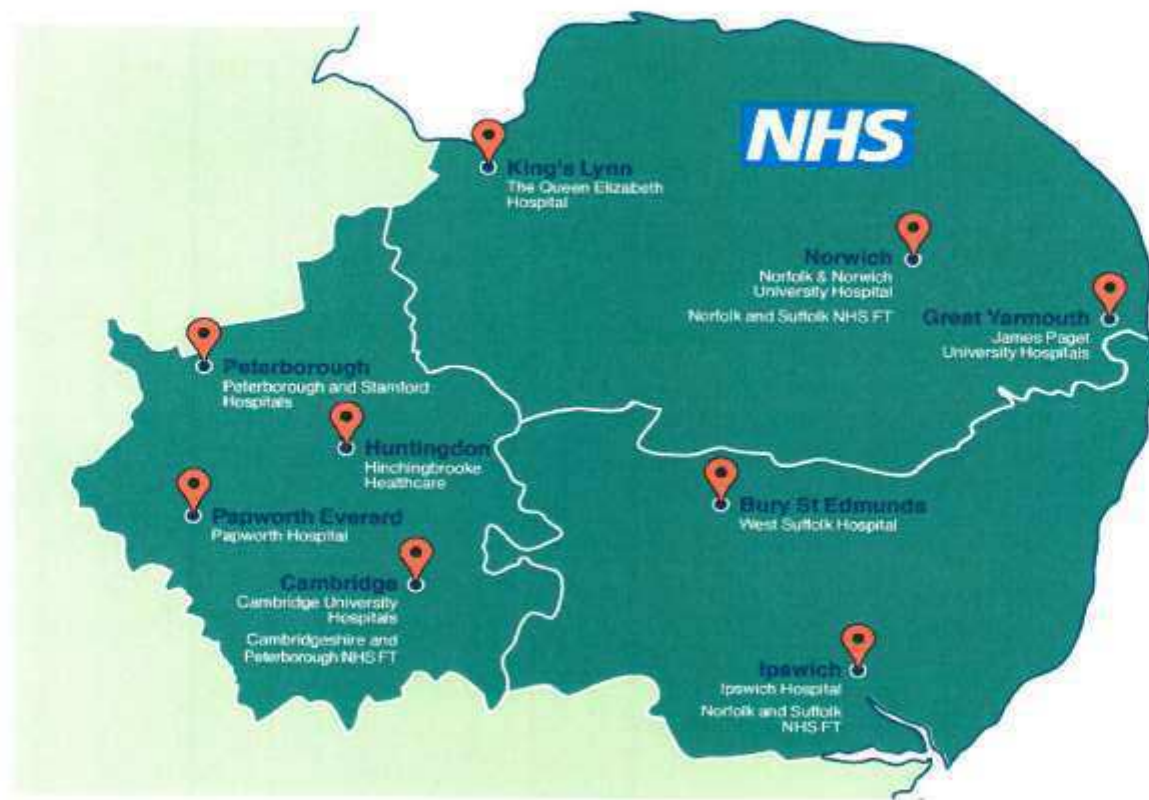 NHS
King's Lynn
The Queen Elizabeth
Hospital
Norwich
Norfolk & Norwich
University Hospital
Norfolk and Suffolk NHS FT
Great Yarmouth
James Paget
University Hospitals
Peterborough
Peterborough and Stamford
Hospitals
Huntingdon
Hinchingbrooke
Healthcare
Papworth Everard
Papworth Hospital
Bury St Edmunds
West Suffolk Hospital
Cambridge
Cambridge University
Hospitals
Cambridgeshire and
Peterborough NHS FT
Ipswich
Ipswich Hospital
Norfolk and Suffolk
NHS FT